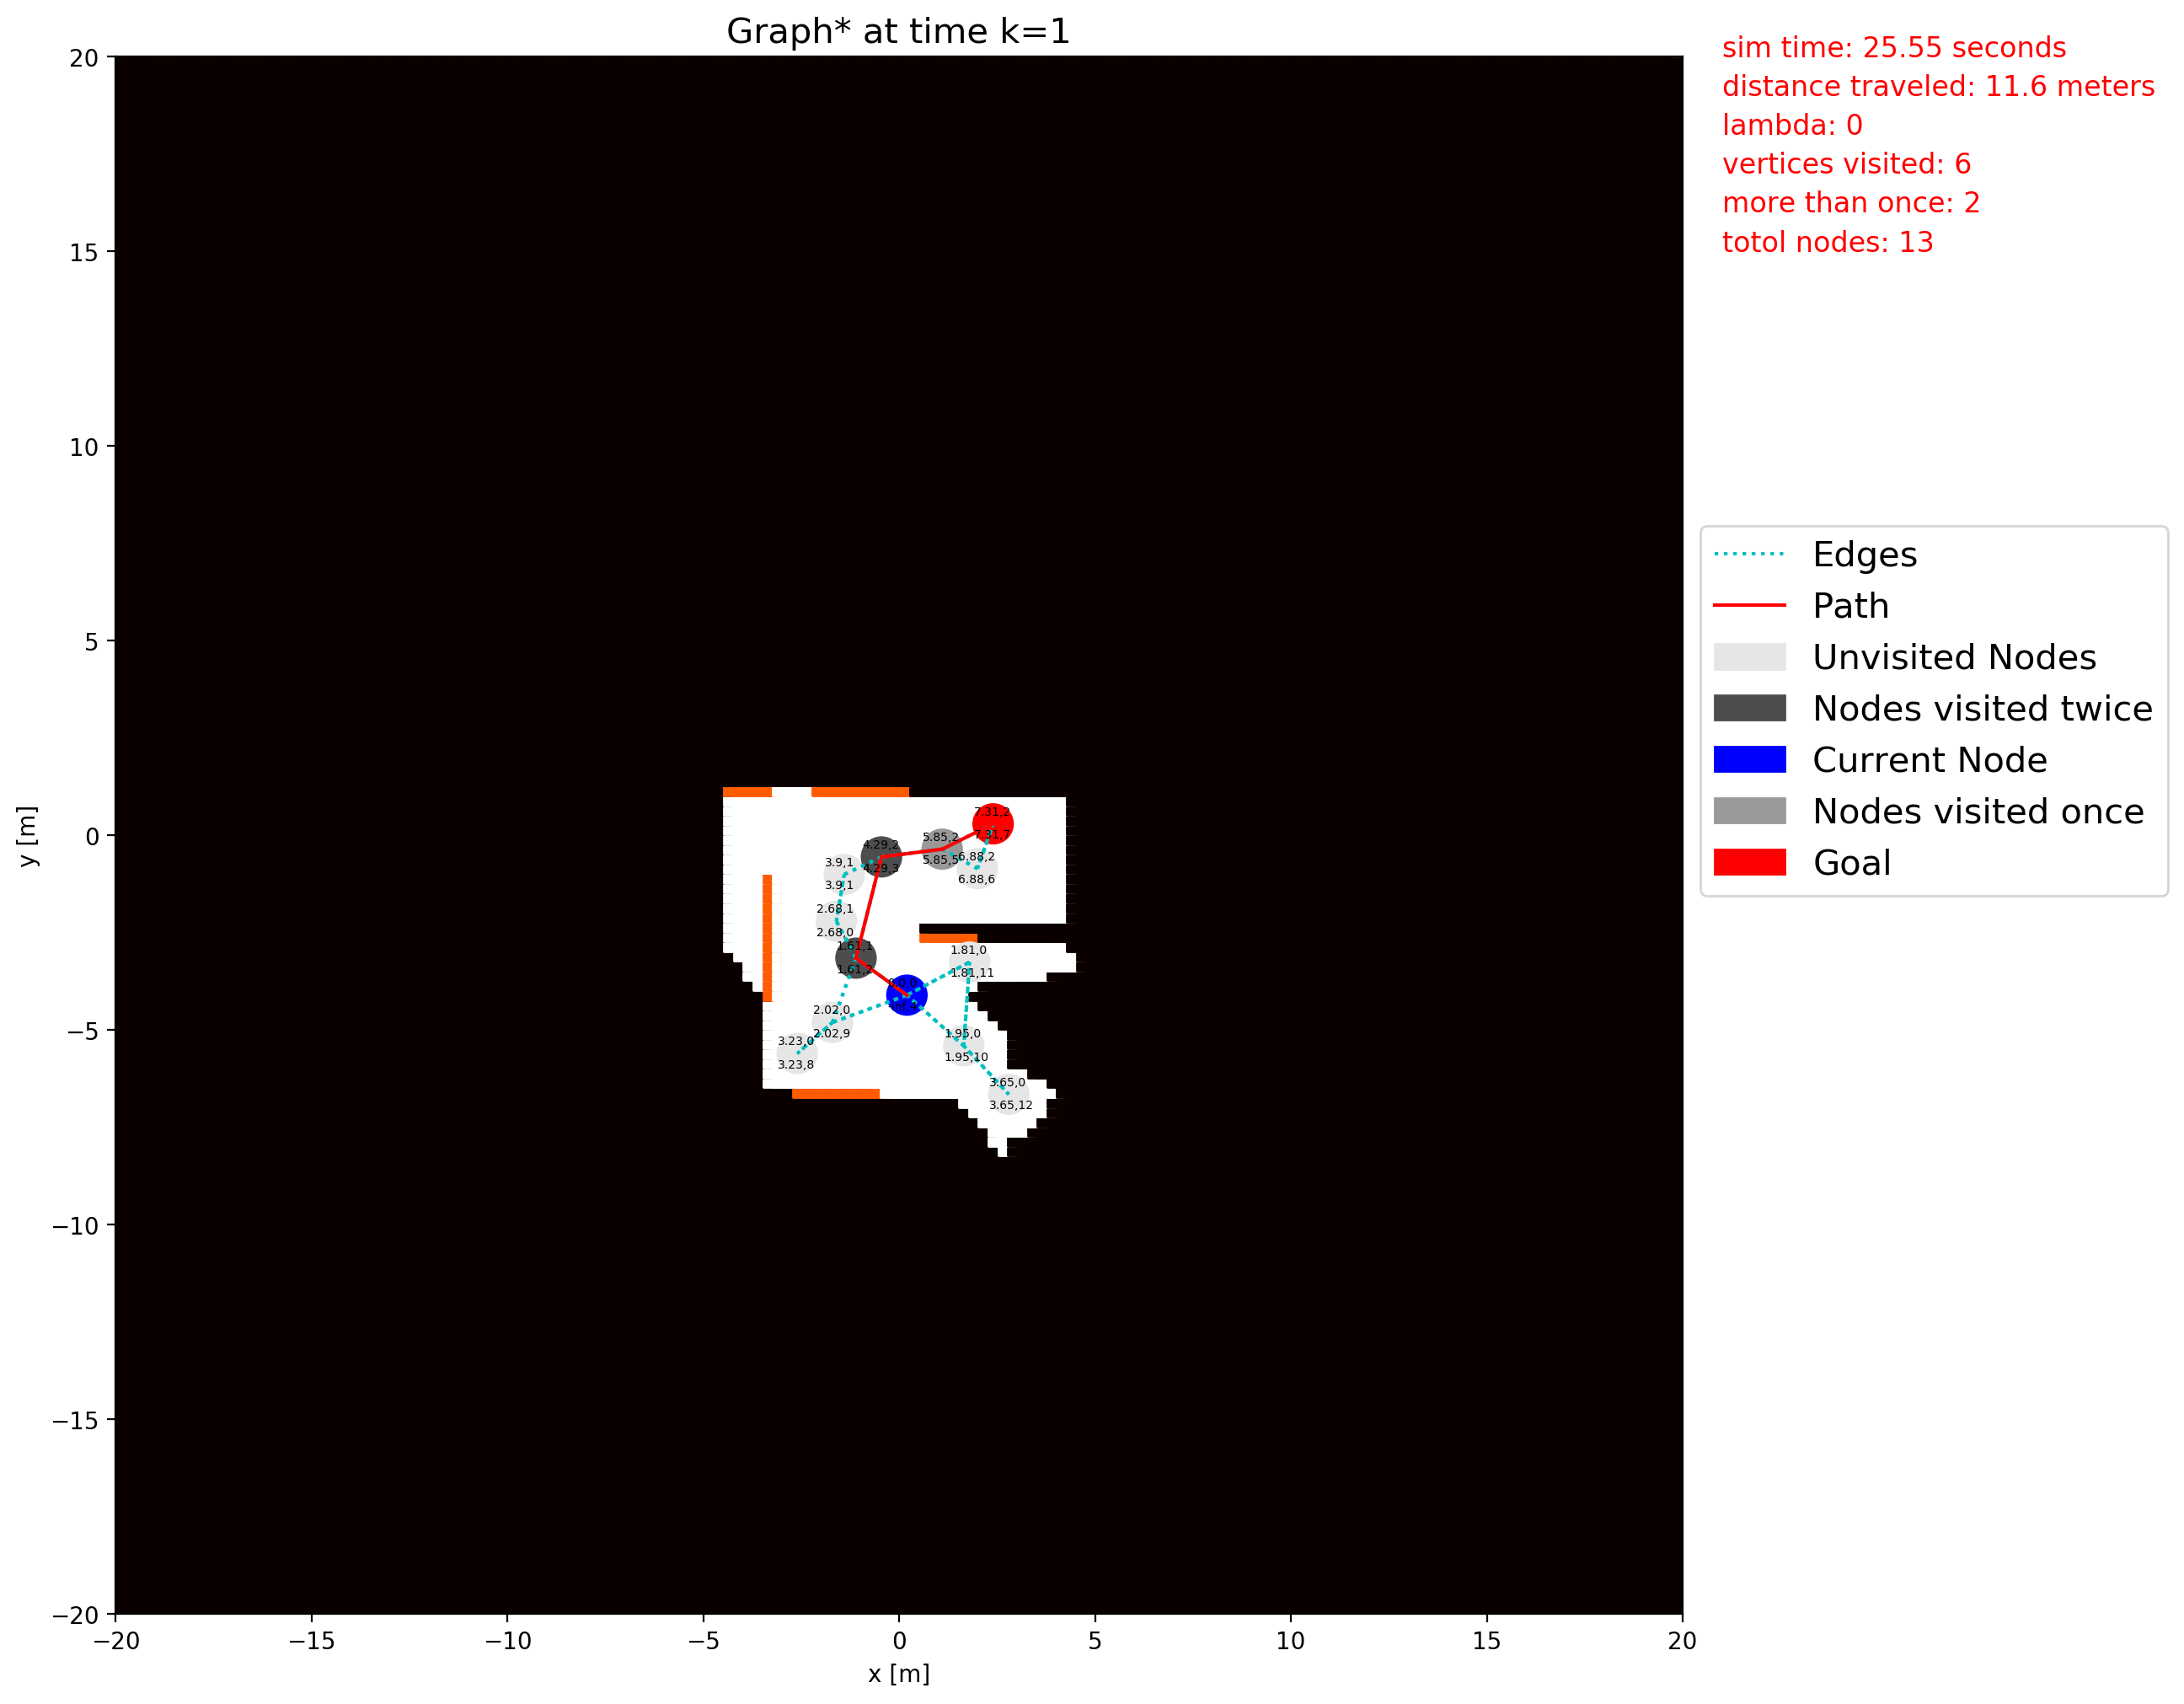 Graph* at time k=1
sim time: 25.55 seconds
distance traveled: 11.6 meters
lambda: 0
vertices visited: 6
more than once: 2
totol nodes: 13
Edges
Path
Unvisited Nodes
Nodes visited twice
Current Node
Nodes visited once
Goal
20
15
10
5
0
−5
−10
−15
−20
y [m]
7.31,2
7.31,7
5.85,2
5.85,5
4.29,2
4.29,3
6.88,2
6.88,6
3.9,1
3.9,1
2.68,1
2.68,0
1.61,1
1.61,2
1.81,0
1.81,11
2.02,0
2.02,9
1.95,0
1.95,10
3.23,0
3.23,8
3.65,0
3.65,12
−20
−15
−10
−5
0
5
10
15
20
x [m]